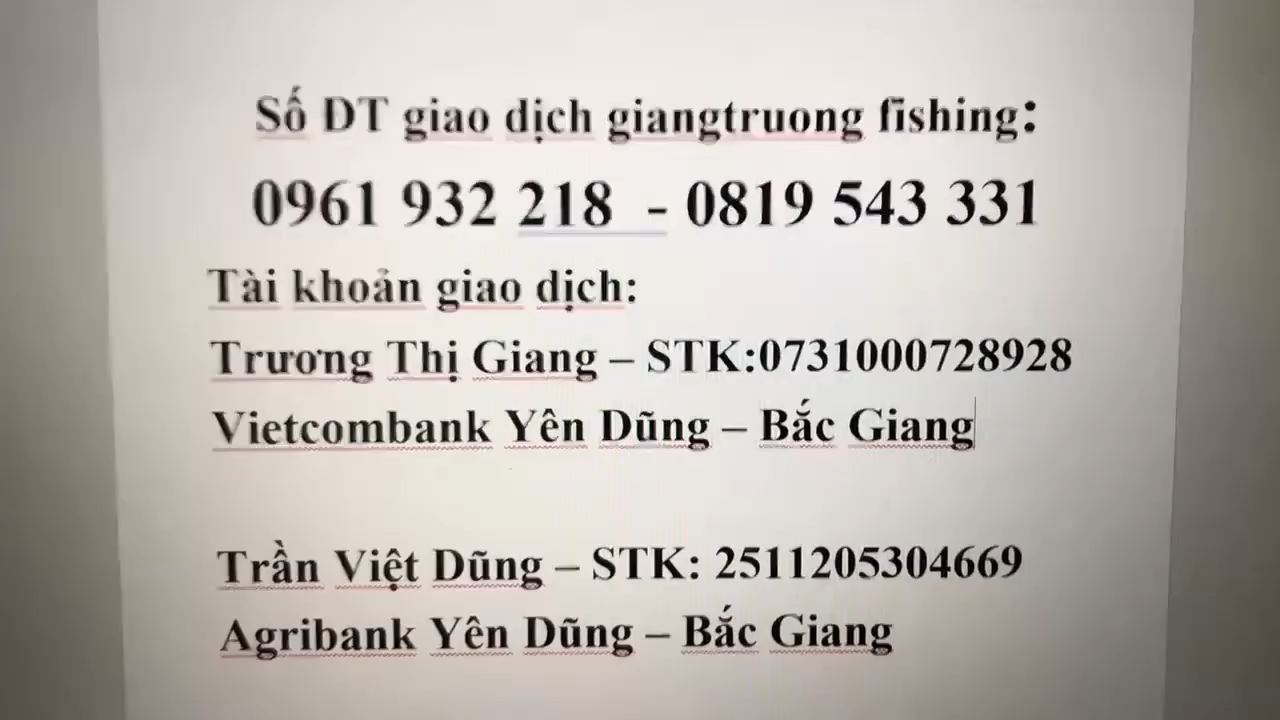 Số ĐT giao dịch giangtruong fishing:
0961 932 218 - 0819 543 331
Tài khoản giao dịch:
Trương Thị Giang – STK:0731000728928
Vietcombank Yên Dũng – Bắc Giang
Trần Việt Dũng – STK: 2511205304669
Agribank Yên Dũng – Bắc Giang